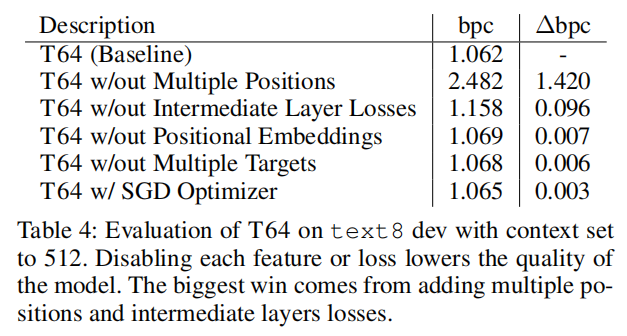 Description bpc Δbpc
T64 (Baseline) 1.062 -
T64 w/out Multiple Positions 2.482 1.420
T64 w/out Intermediate Layer Losses 1.158 0.096
T64 w/out Positional Embeddings 1.069 0.007
T64 w/out Multiple Targets 1.068 0.006
T64 w/ SGD Optimizer 1.065 0.003
Table 4: Evaluation of T64 on text8 dev with context set
to 512. Disabling each feature or loss lowers the quality of
the model. The biggest win comes from adding multiple po-
sitions and intermediate layers losses.